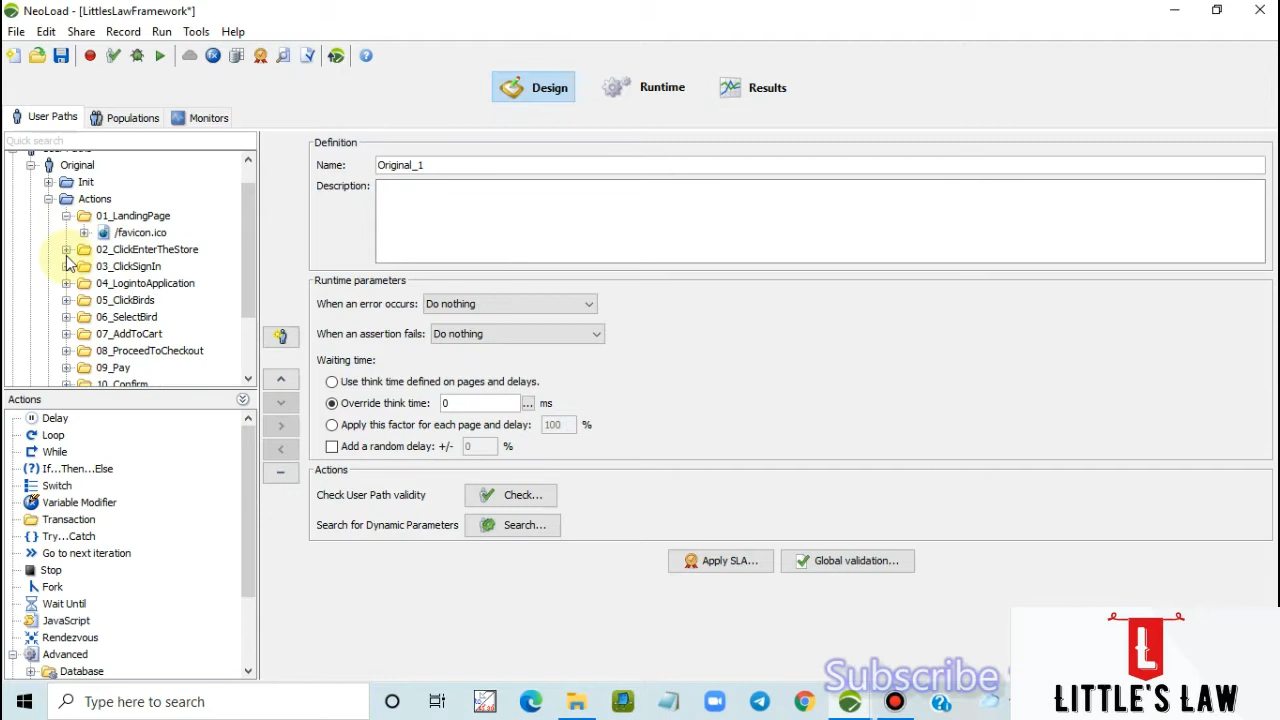 NeoLoad - [LittlesLawFramework*]
File Edit Share Record Run Tools Help
Design Runtime Results
User Paths Populations Monitors
Quick search
Original
Init
Actions
01_LandingPage
/favicon.ico
02_ClickEnterTheStore
03_ClickSignIn
04_LogintoApplication
05_ClickBirds
06_SelectBird
07_AddToCart
08_ProceedToCheckout
09_Pay
10_Confirm
Actions
Delay
Loop
While
If...Then...Else
Switch
Variable Modifier
Transaction
Try...Catch
Go to next iteration
Stop
Fork
Wait Until
JavaScript
Rendezvous
Advanced
Database
Definition
Name: Original_1
Description:
Runtime parameters
When an error occurs: Do nothing
When an assertion fails: Do nothing
Waiting time:
Use think time defined on pages and delays.
Override think time: 0 ... ms
Apply this factor for each page and delay: 100 %
Add a random delay: +/- 0 %
Actions
Check User Path validity Check...
Search for Dynamic Parameters Search...
Apply SLA... Global validation...
Subscribe
L
LITTLE'S LAW
Type here to search